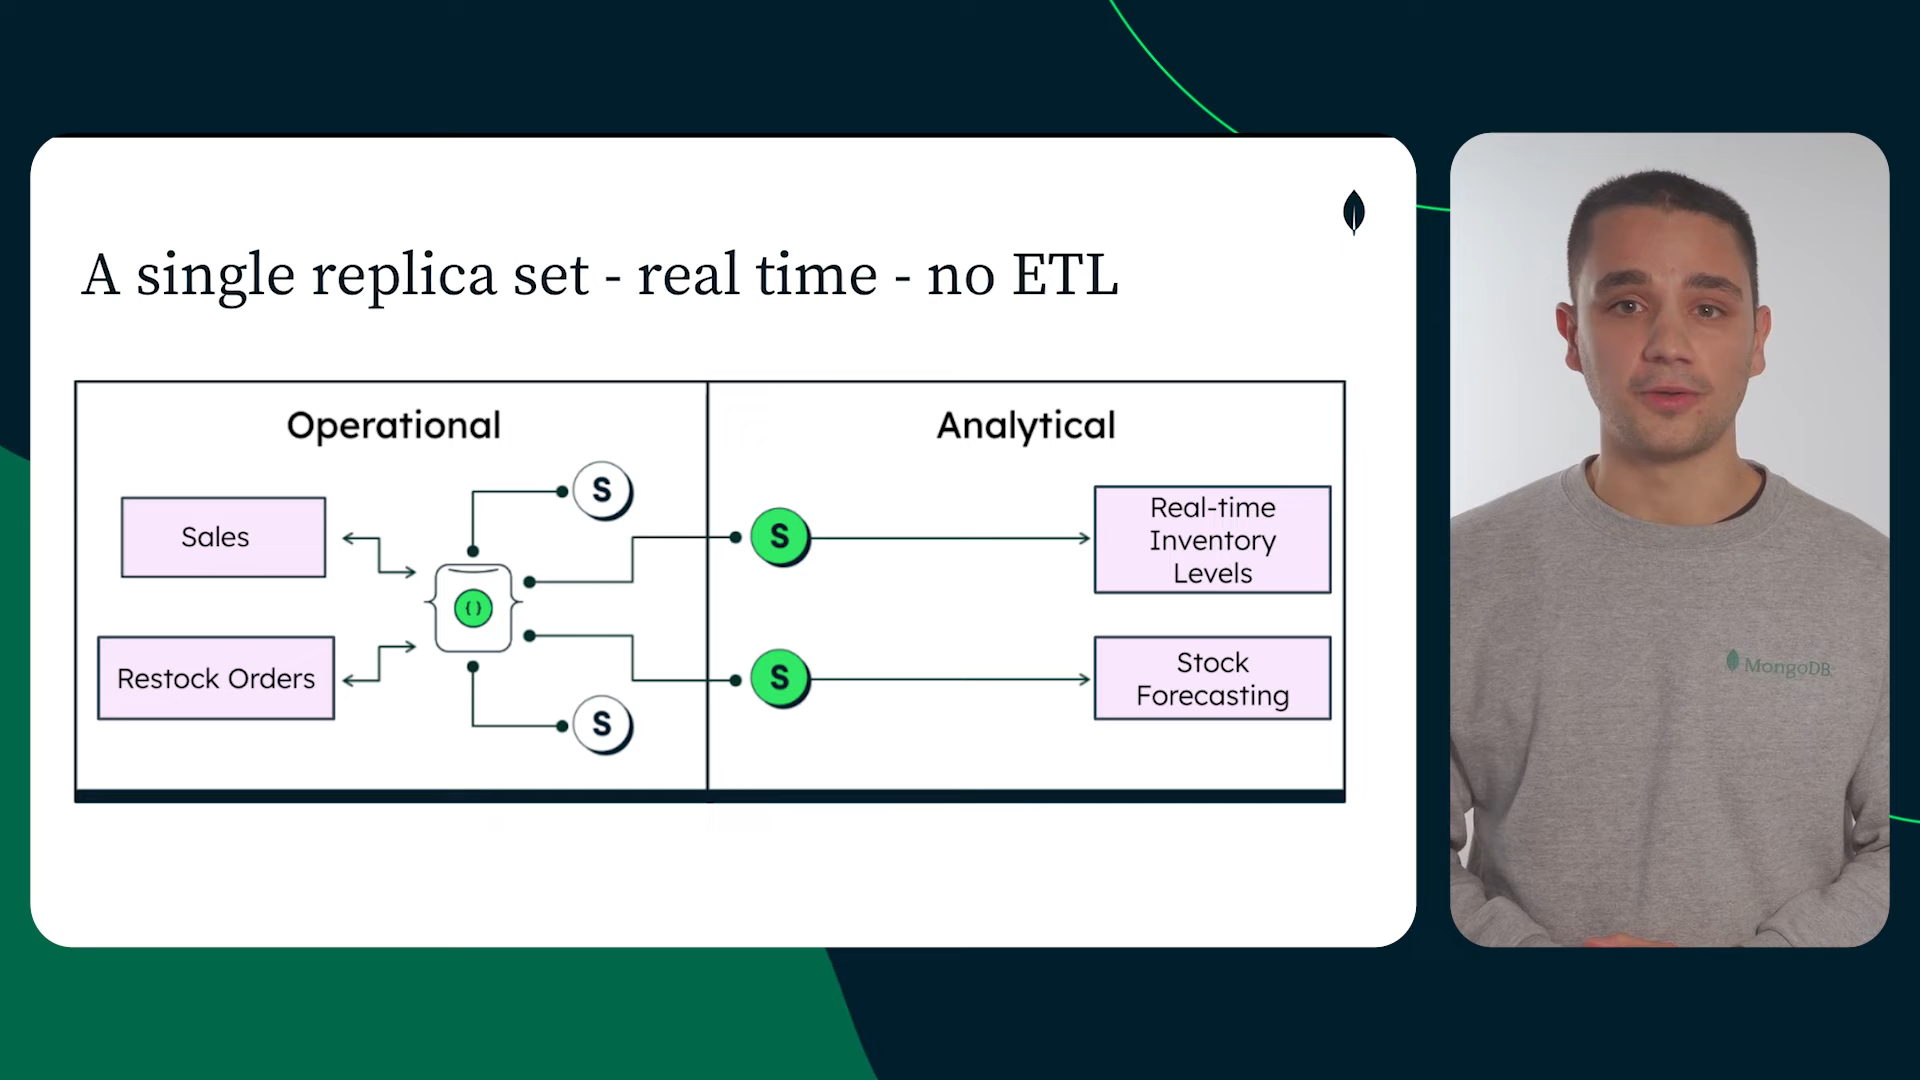 A single replica set - real time - no ETL
Operational
Analytical
Sales
Restock Orders
{ }
S
S
S
S
Real-time
Inventory
Levels
Stock
Forecasting
MongoDB